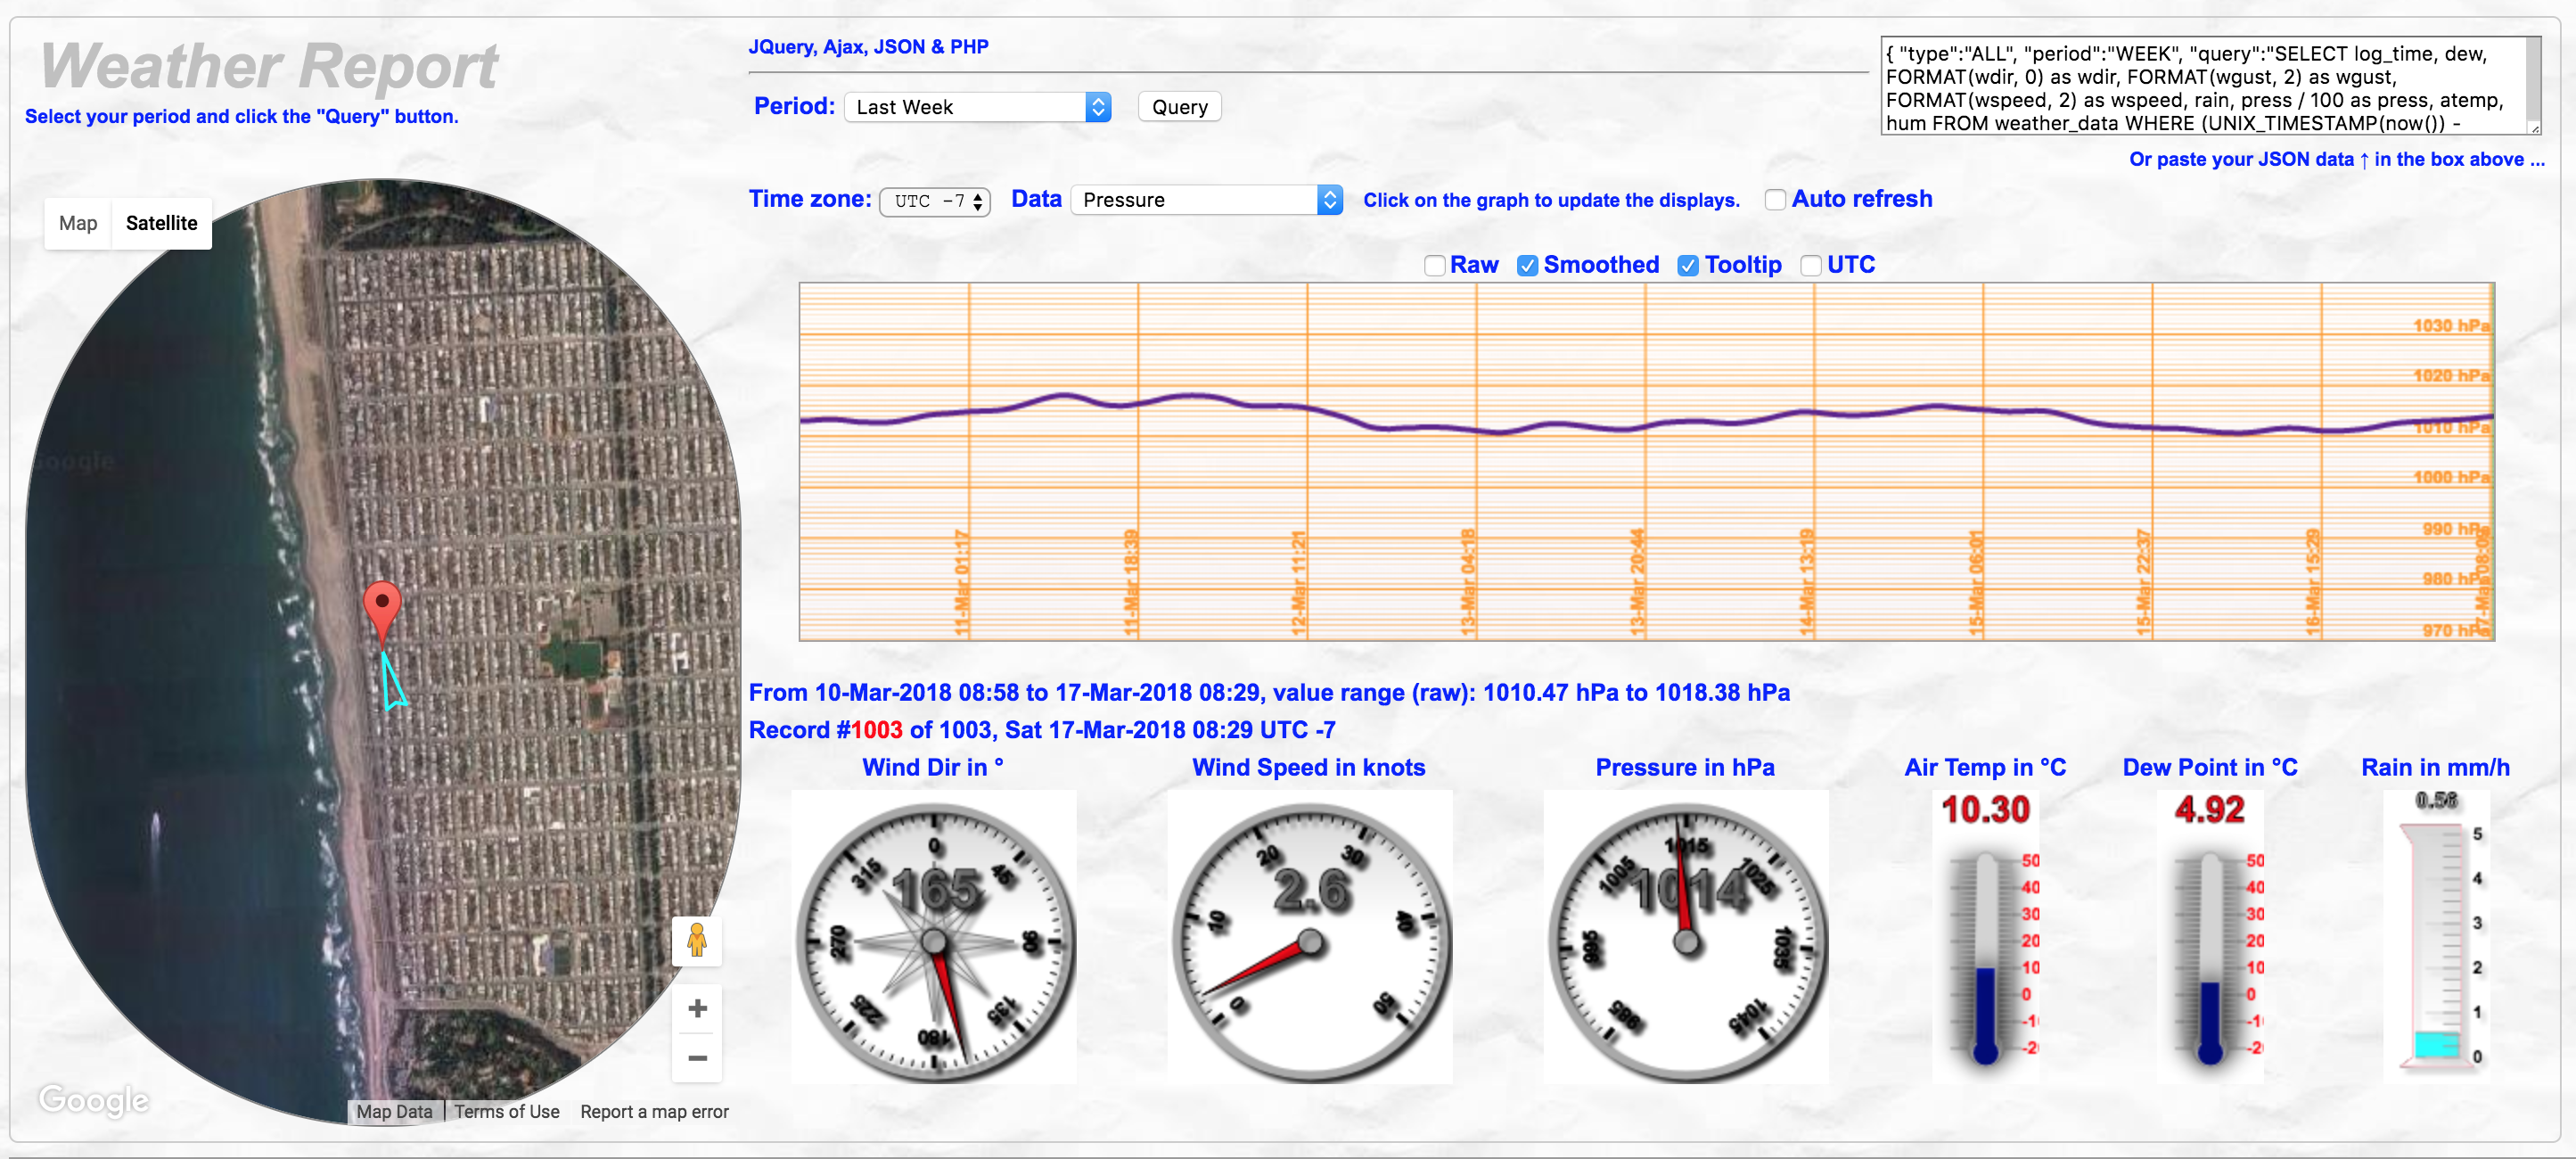 Weather Report
Select your period and click the "Query" button.
JQuery, Ajax, JSON & PHP
Period: Last Week Query
{ "type":"ALL", "period":"WEEK", "query":"SELECT log_time, dew,
FORMAT(wdir, 0) as wdir, FORMAT(wgust, 2) as wgust,
FORMAT(wspeed, 2) as wspeed, rain, press / 100 as press, atemp,
hum FROM weather_data WHERE (UNIX_TIMESTAMP(now()) -
Or paste your JSON data ↑ in the box above ...
Map Satellite
Time zone: UTC -7 Data Pressure Click on the graph to update the displays. Auto refresh
Raw Smoothed Tooltip UTC
1030 hPa
1020 hPa
1010 hPa
1000 hPa
990 hPa
980 hPa
970 hPa
11-Mar 01:17
11-Mar 18:39
12-Mar 11:21
13-Mar 04:18
13-Mar 20:44
14-Mar 13:19
15-Mar 06:01
15-Mar 22:37
16-Mar 15:29
Google
From 10-Mar-2018 08:58 to 17-Mar-2018 08:29, value range (raw): 1010.47 hPa to 1018.38 hPa
Record #1003 of 1003, Sat 17-Mar-2018 08:29 UTC -7
Wind Dir in °
165
0
45
90
135
180
225
270
315
Wind Speed in knots
2.6
0
10
20
30
40
50
Pressure in hPa
1014
985
995
1005
1015
1025
1035
1045
Air Temp in °C
10.30
50
40
30
20
10
0
-1
-2
Dew Point in °C
4.92
50
40
30
20
10
0
-1
-2
Rain in mm/h
0.56
5
4
3
2
1
0
Google
Map Data Terms of Use Report a map error